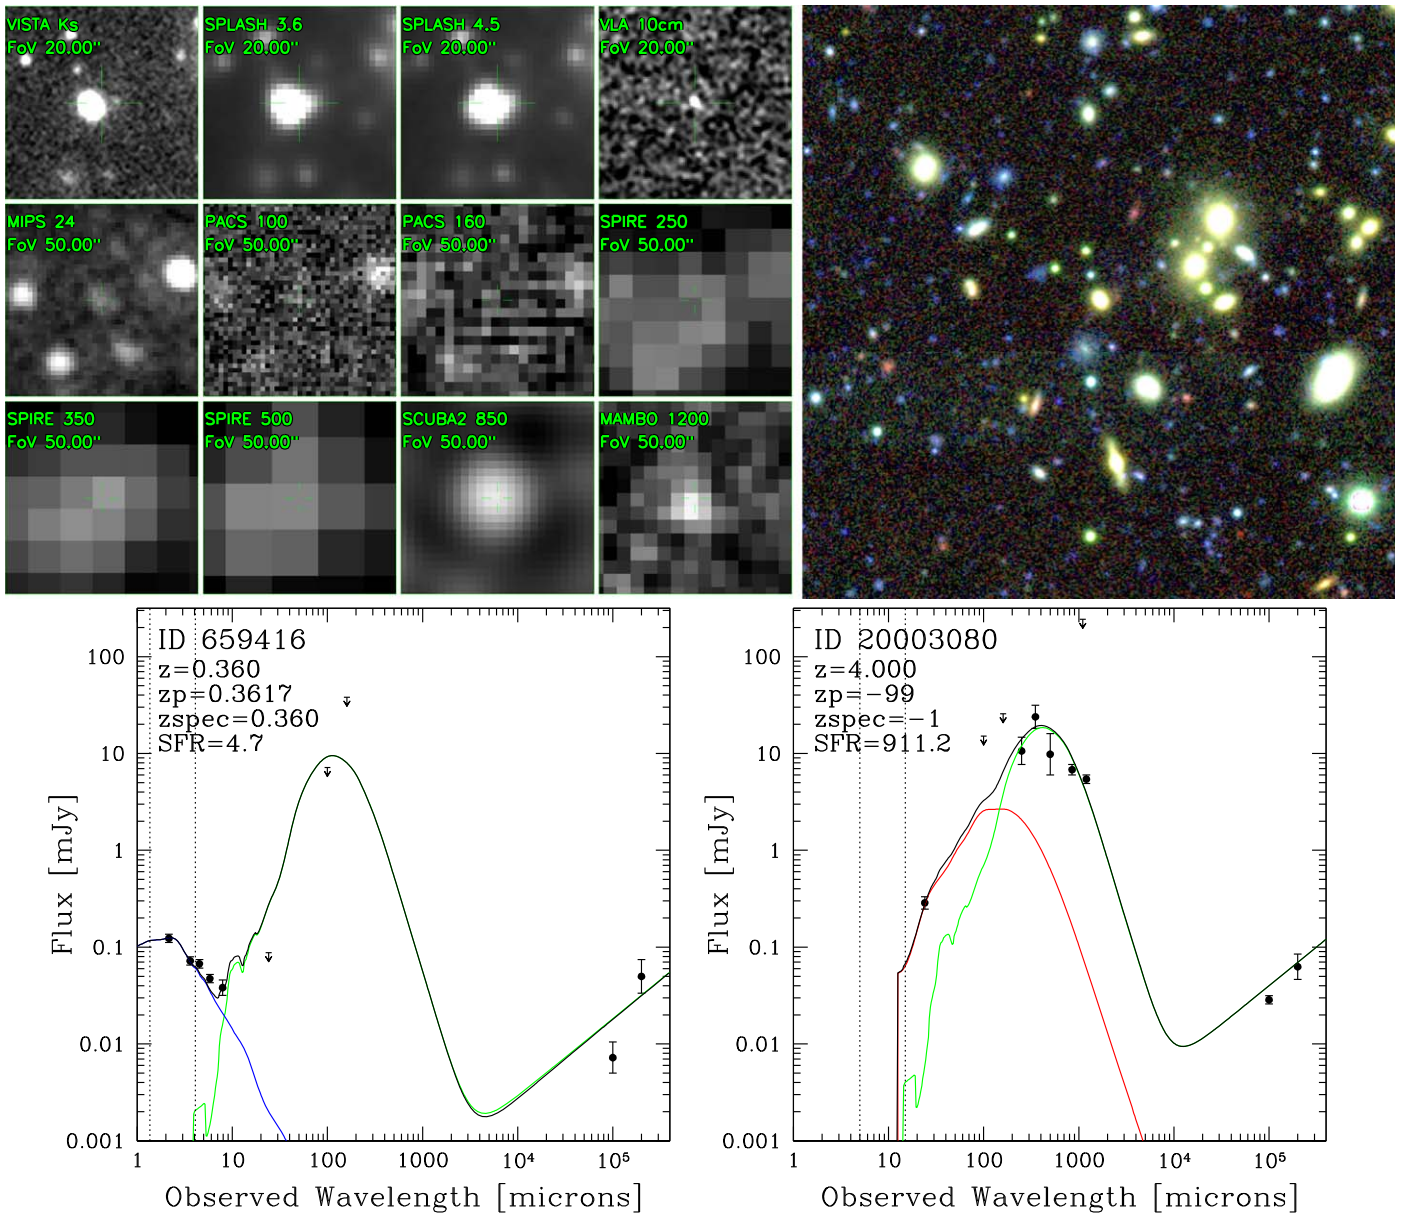 VISTA Ks
FoV 20.00"
SPLASH 3.6
FoV 20.00"
SPLASH 4.5
FoV 20.00"
VLA 10cm
FoV 20.00"
MIPS 24
FoV 50.00"
PACS 100
FoV 50.00"
PACS 160
FoV 50.00"
SPIRE 250
FoV 50.00"
SPIRE 350
FoV 50.00"
SPIRE 500
FoV 50.00"
SCUBA2 850
FoV 50.00"
MAMBO 1200
FoV 50.00"
ID 659416
z=0.360
zp=0.3617
zspec=0.360
SFR=4.7
Flux [mJy]
100
10
1
0.1
0.01
0.001
1 10 100 1000 10⁴ 10⁵
Observed Wavelength [microns]
ID 20003080
z=4.000
zp=−99
zspec=−1
SFR=911.2
Flux [mJy]
100
10
1
0.1
0.01
0.001
1 10 100 1000 10⁴ 10⁵
Observed Wavelength [microns]